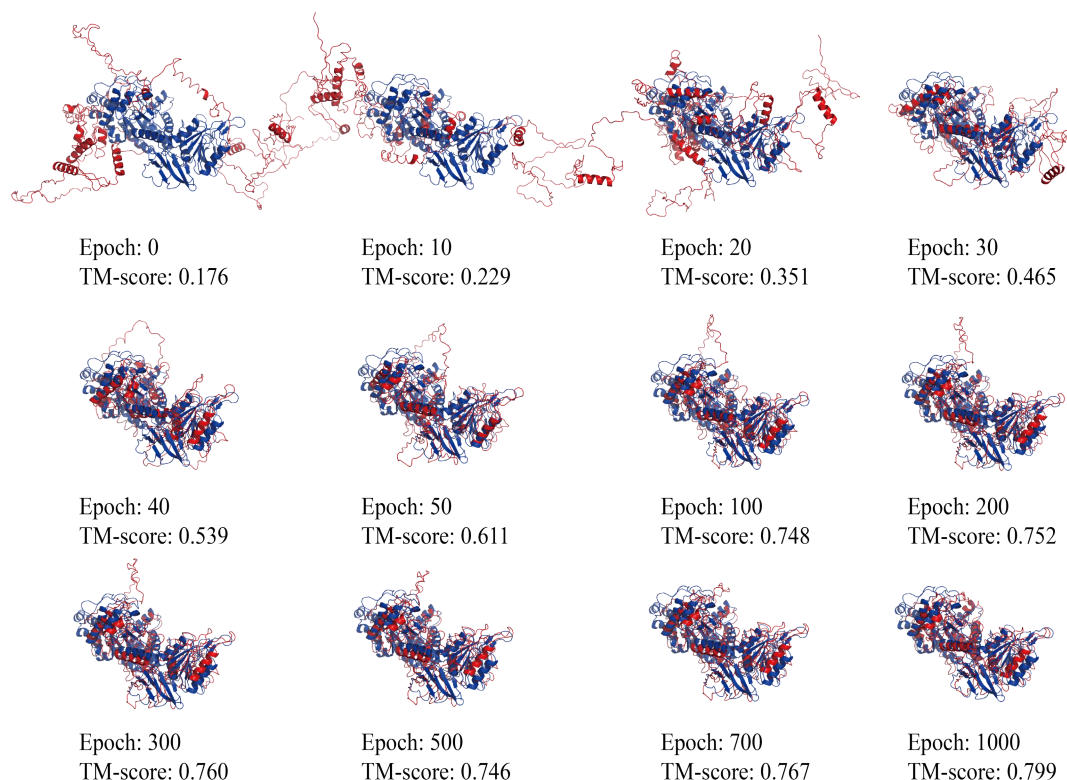 Epoch: 0
TM-score: 0.176
Epoch: 10
TM-score: 0.229
Epoch: 20
TM-score: 0.351
Epoch: 30
TM-score: 0.465
Epoch: 40
TM-score: 0.539
Epoch: 50
TM-score: 0.611
Epoch: 100
TM-score: 0.748
Epoch: 200
TM-score: 0.752
Epoch: 300
TM-score: 0.760
Epoch: 500
TM-score: 0.746
Epoch: 700
TM-score: 0.767
Epoch: 1000
TM-score: 0.799